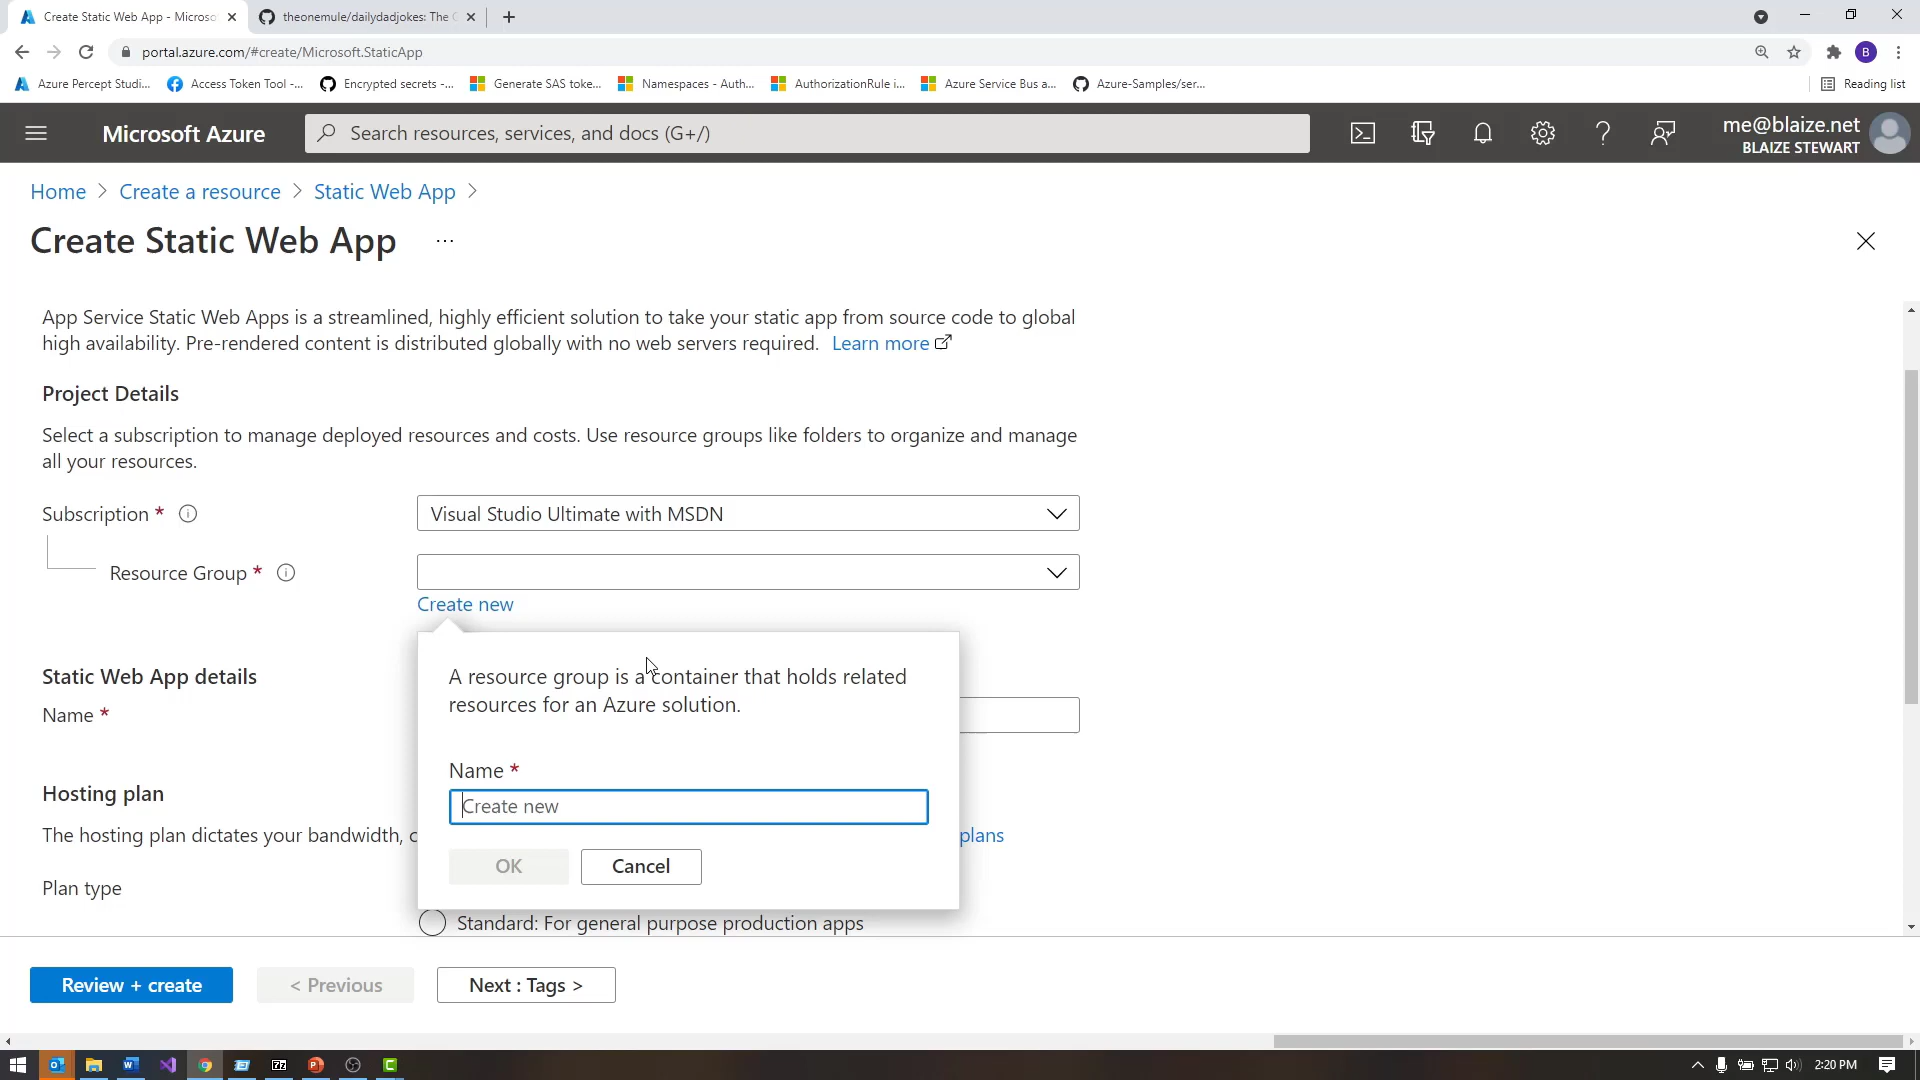 Create Static Web App - Microso
theonemule/dailydadjokes: The G
portal.azure.com/#create/Microsoft.StaticApp
B
Azure Percept Studi...
Access Token Tool -...
Encrypted secrets -...
Generate SAS toke...
Namespaces - Auth...
AuthorizationRule i...
Azure Service Bus a...
Azure-Samples/ser...
Reading list
Microsoft Azure
Search resources, services, and docs (G+/)
me@blaize.net
BLAIZE STEWART
Home > Create a resource > Static Web App >
Create Static Web App ...
App Service Static Web Apps is a streamlined, highly efficient solution to take your static app from source code to global
high availability. Pre-rendered content is distributed globally with no web servers required. Learn more
Project Details
Select a subscription to manage deployed resources and costs. Use resource groups like folders to organize and manage
all your resources.
Subscription *
Visual Studio Ultimate with MSDN
Resource Group *
Create new
A resource group is a container that holds related
resources for an Azure solution.
Name *
Create new
OK
Cancel
Static Web App details
Name *
Hosting plan
The hosting plan dictates your bandwidth, c
plans
Plan type
Standard: For general purpose production apps
Review + create
< Previous
Next : Tags >
2:20 PM